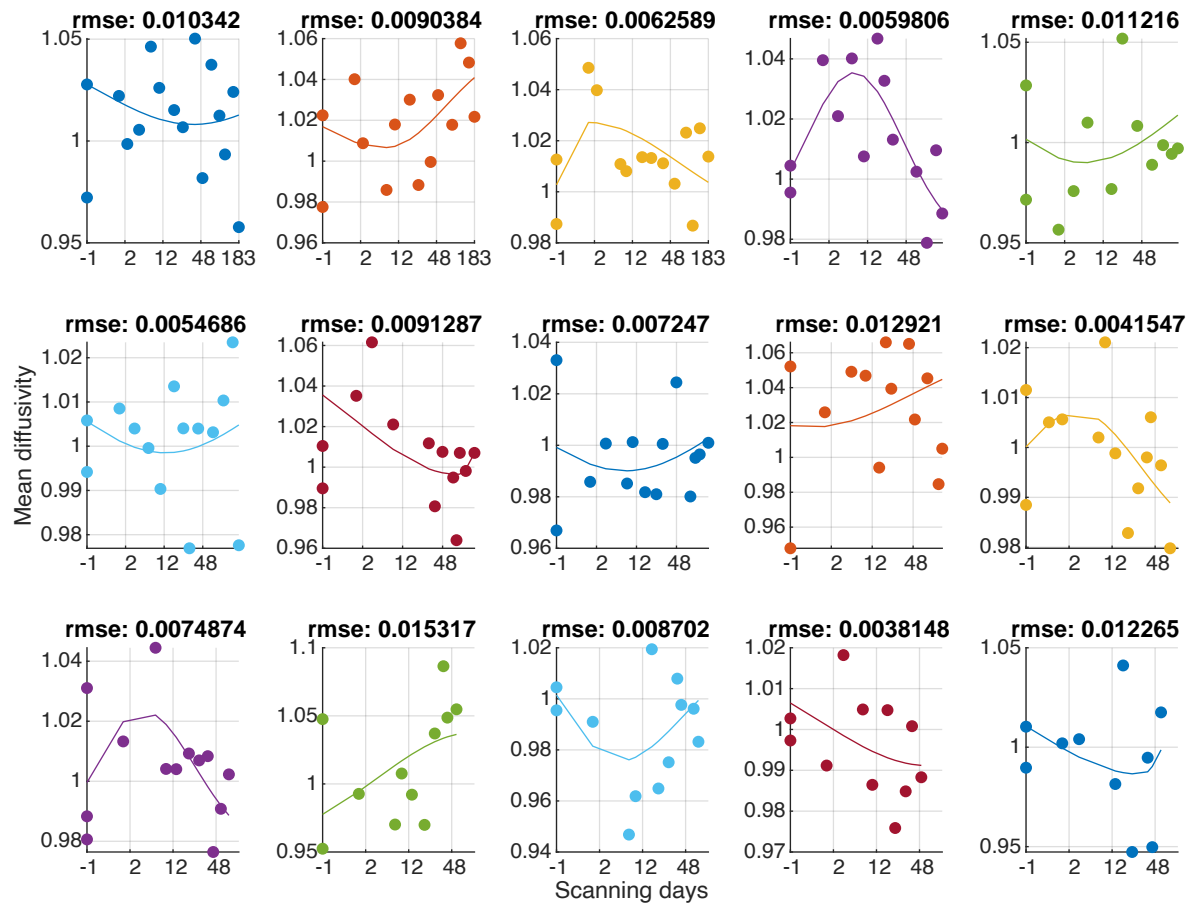 rmse: 0.010342 rmse: 0.0090384 rmse: 0.0062589 rmse: 0.0059806 rmse: 0.011216
1.05 1 0.95
-1 2 12 48 183
1.06 1.04 1.02 1 0.98 0.96
-1 2 12 48 183
1.06 1.04 1.02 1 0.98
-1 2 12 48 183
1.04 1.02 1 0.98
-1 2 12 48
1.05 1 0.95
-1 2 12 48
Mean diffusivity
rmse: 0.0054686 rmse: 0.0091287 rmse: 0.007247 rmse: 0.012921 rmse: 0.0041547
1.02 1.01 1 0.99 0.98
-1 2 12 48
1.06 1.04 1.02 1 0.98 0.96
-1 2 12 48
1.04 1.02 1 0.98 0.96
-1 2 12 48
1.06 1.04 1.02 1 0.98 0.96
-1 2 12 48
1.02 1.01 1 0.99 0.98
-1 2 12 48
rmse: 0.0074874 rmse: 0.015317 rmse: 0.008702 rmse: 0.0038148 rmse: 0.012265
1.04 1.02 1 0.98
-1 2 12 48
1.1 1.05 1 0.95
-1 2 12 48
1.02 1 0.98 0.96 0.94
-1 2 12 48
1.02 1.01 1 0.99 0.98 0.97
-1 2 12 48
1.05 1 0.95
-1 2 12 48
Scanning days